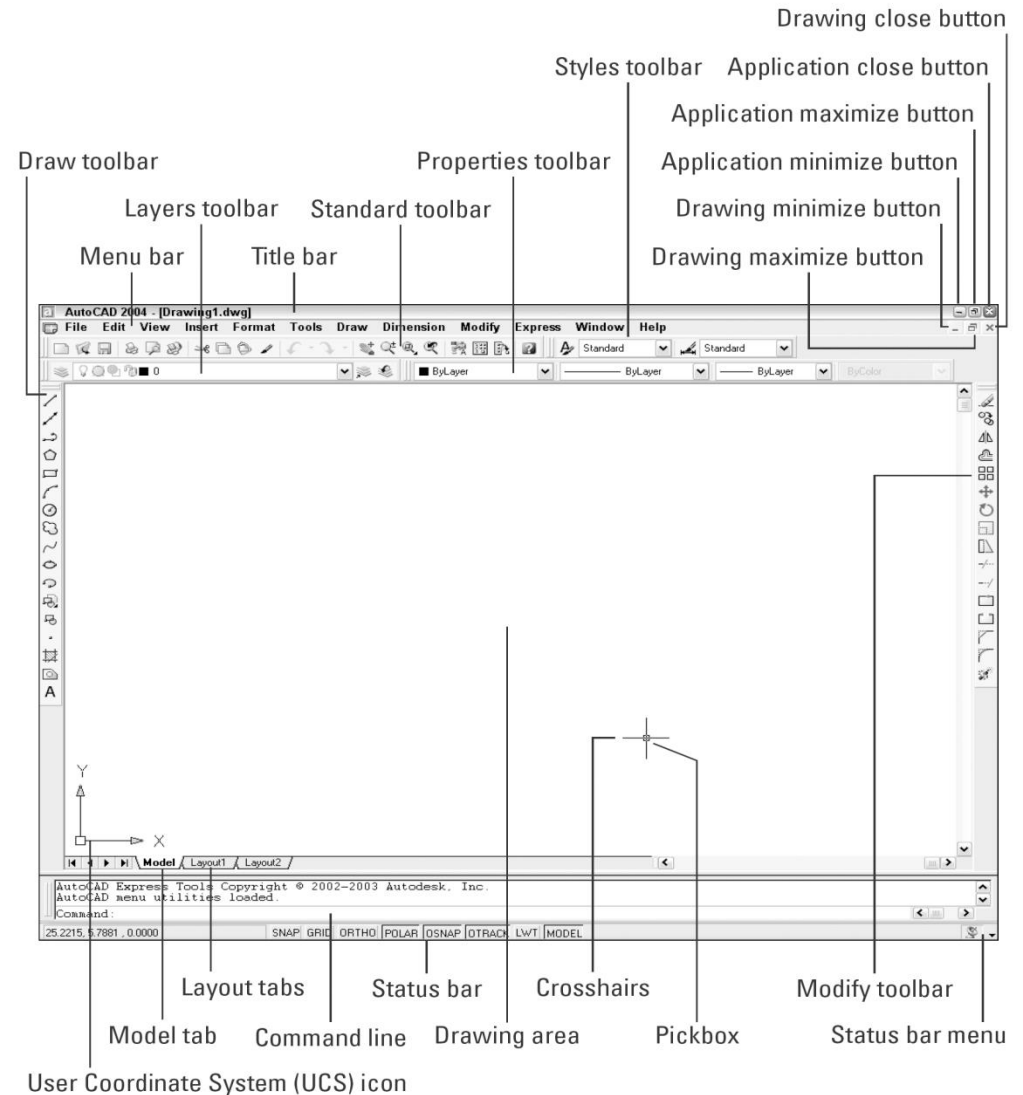 Drawing close button
Styles toolbar
Application close button
Application maximize button
Draw toolbar
Properties toolbar
Application minimize button
Layers toolbar
Standard toolbar
Drawing minimize button
Menu bar
Title bar
Drawing maximize button
AutoCAD 2004 - [Drawing1.dwg]
File Edit View Insert Format Tools Draw Dimension Modify Express Window Help
Standard Standard
0 ByLayer ByLayer ByLayer ByColor
A
Y
X
Model Layout1 Layout2
AutoCAD Express Tools Copyright © 2002-2003 Autodesk, Inc.
AutoCAD menu utilities loaded.
Command:
25.2215, 5.7881 , 0.0000 SNAP GRID ORTHO POLAR OSNAP OTRACK LWT MODEL
Layout tabs
Status bar
Crosshairs
Modify toolbar
Model tab
Command line
Drawing area
Pickbox
Status bar menu
User Coordinate System (UCS) icon